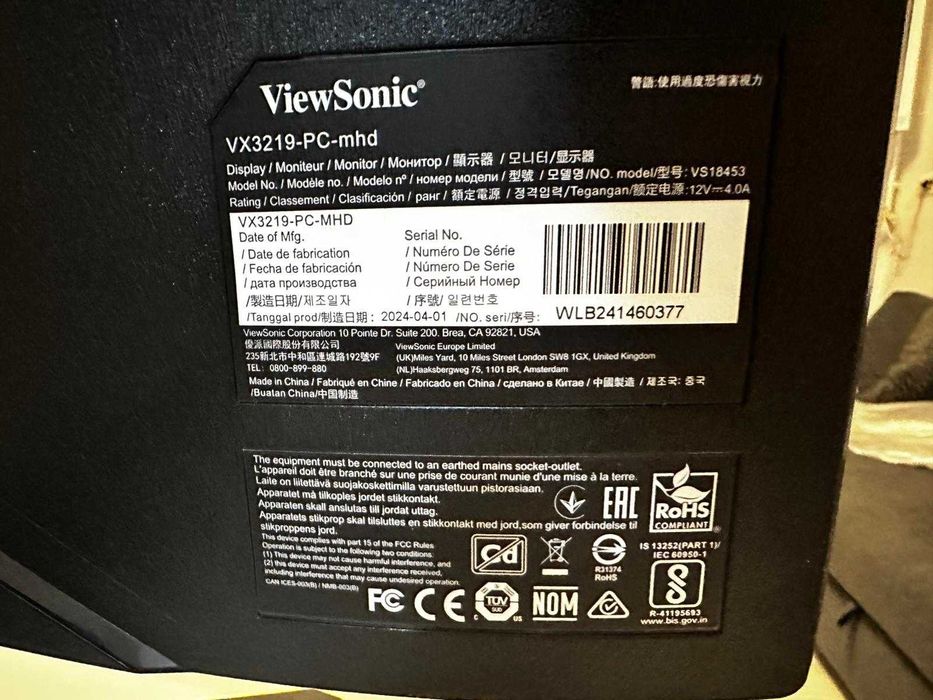 ViewSonic®
警語:使用過度恐傷害視力
VX3219-PC-mhd
Display / Moniteur / Monitor / Монитор / 顯示器 / 모니터/显示器
Model No. / Modèle no. / Modelo nº / номер модели / 型號 / 모델명/NO. model/型号: VS18453
Rating / Classement / Clasificación / ранг / 額定電源 / 정격입력/Tegangan/额定电源:12V⎓4.0A
VX3219-PC-MHD
Date of Mfg.
/ Date de fabrication
/ Fecha de fabricación
/ дата производства
/製造日期/제조일자
/Tanggal prod/制造日期: 2024-04-01
Serial No.
/ Numéro De Série
/ Número De Serie
/ Серийный Номер
/ 序號/ 일련번호
/NO. seri/序号: WLB241460377
ViewSonic Corporation 10 Pointe Dr. Suite 200. Brea, CA 92821, USA
優派國際股份有限公司
235新北市中和區連城路192號9F
TEL: 0800-899-880
ViewSonic Europe Limited
(UK)Miles Yard, 10 Miles Street London SW8 1GX, United Kingdom
(NL)Haaksbergweg 75, 1101 BR, Amsterdam
Made in China / Fabriqué en Chine / Fabricado en China / сделано в Китае / 中國製造 / 제조국: 중국
/Buatan China/中国制造
The equipment must be connected to an earthed mains socket-outlet.
L'appareil doit être branché sur une prise de courant munie d'une mise à la terre.
Laite on liitettävä suojakoskettimilla varustettuun pistorasiaan.
Apparatet må tilkoples jordet stikkontakt.
Apparaten skall anslutas till jordat uttag.
Apparatets stikprop skal tilsluttes en stikkontakt med jord,som giver forbindelse til
stikproppens jord.
This device complies with part 15 of the FCC Rules
Operation is subject to the following two conditions.
(1) This device may not cause harmful interference, and
(2) this device must accept any interference received,
including interference that may cause undesired operation.
CAN ICES-003(B) / NMB-003(B)
EAC
RoHS
COMPLIANT
Cd
R31374
RoHS
IS 13252(PART 1)/
IEC 60950-1
R-41195693
www.bis.gov.in
FC CE
C TÜV SUD US
NOM